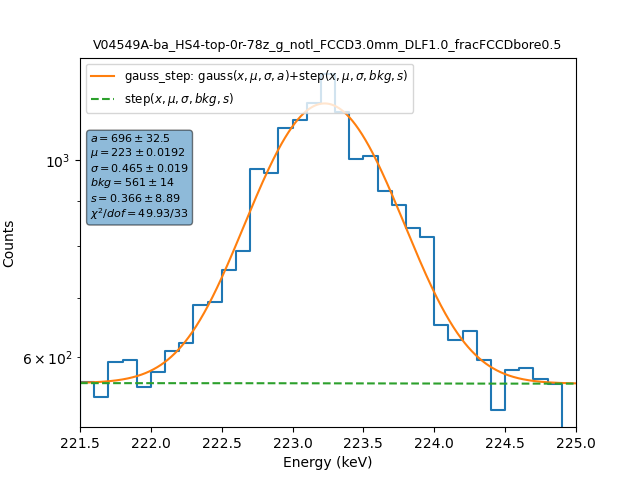 V04549A-ba_HS4-top-0r-78z_g_notl_FCCD3.0mm_DLF1.0_fracFCCDbore0.5
gauss_step: gauss(x, μ, σ, a)+step(x, μ, σ, bkg, s)
step(x, μ, σ, bkg, s)
a = 696 ± 32.5
μ = 223 ± 0.0192
σ = 0.465 ± 0.019
bkg = 561 ± 14
s = 0.366 ± 8.89
χ²/dof = 49.93/33
10³
6 × 10²
Counts
221.5 222.0 222.5 223.0 223.5 224.0 224.5 225.0
Energy (keV)